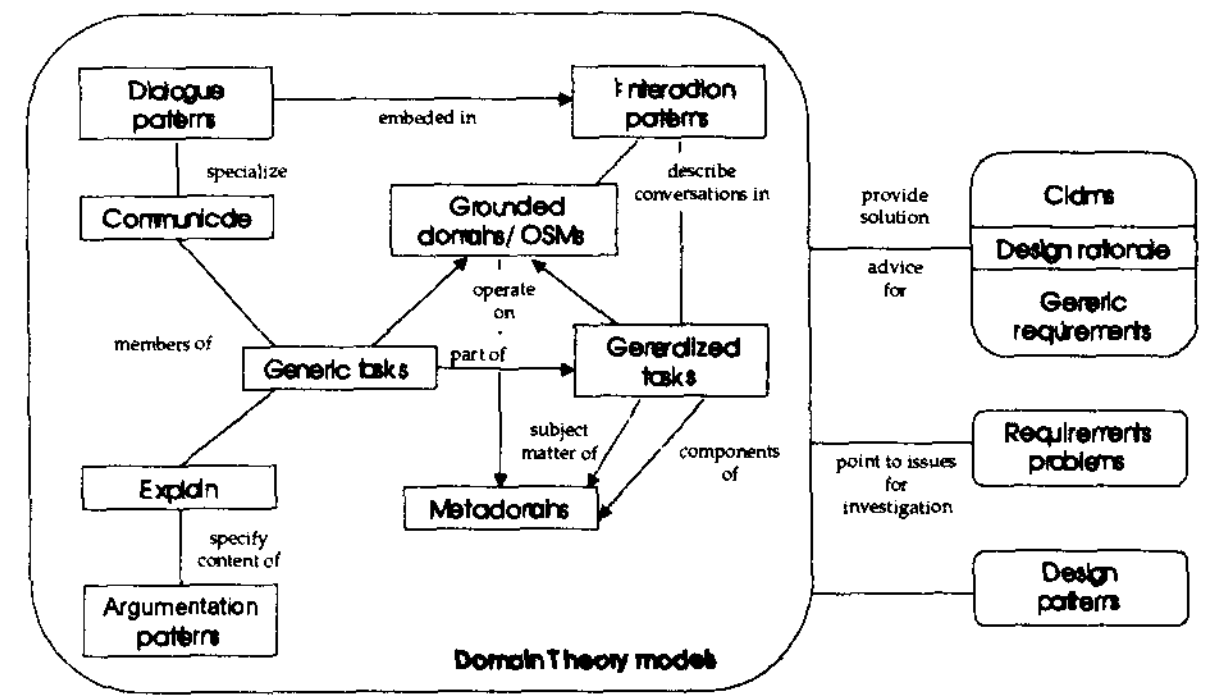 Dialogue
patterns
embeded in
Interaction
patterns
specialize
describe
conversations in
Communicate
Grounded
domains/ OSMs
operate
on
members of
Generic tasks
part of
Generalized
tasks
subject
matter of
components
of
Explain
Metadomains
specify
content of
Argumentation
patterns
Domain Theory models
provide
solution
advice
for
Claims
Design rationale
Generic
requirements
point to issues
for
investigation
Requirements
problems
Design
patterns